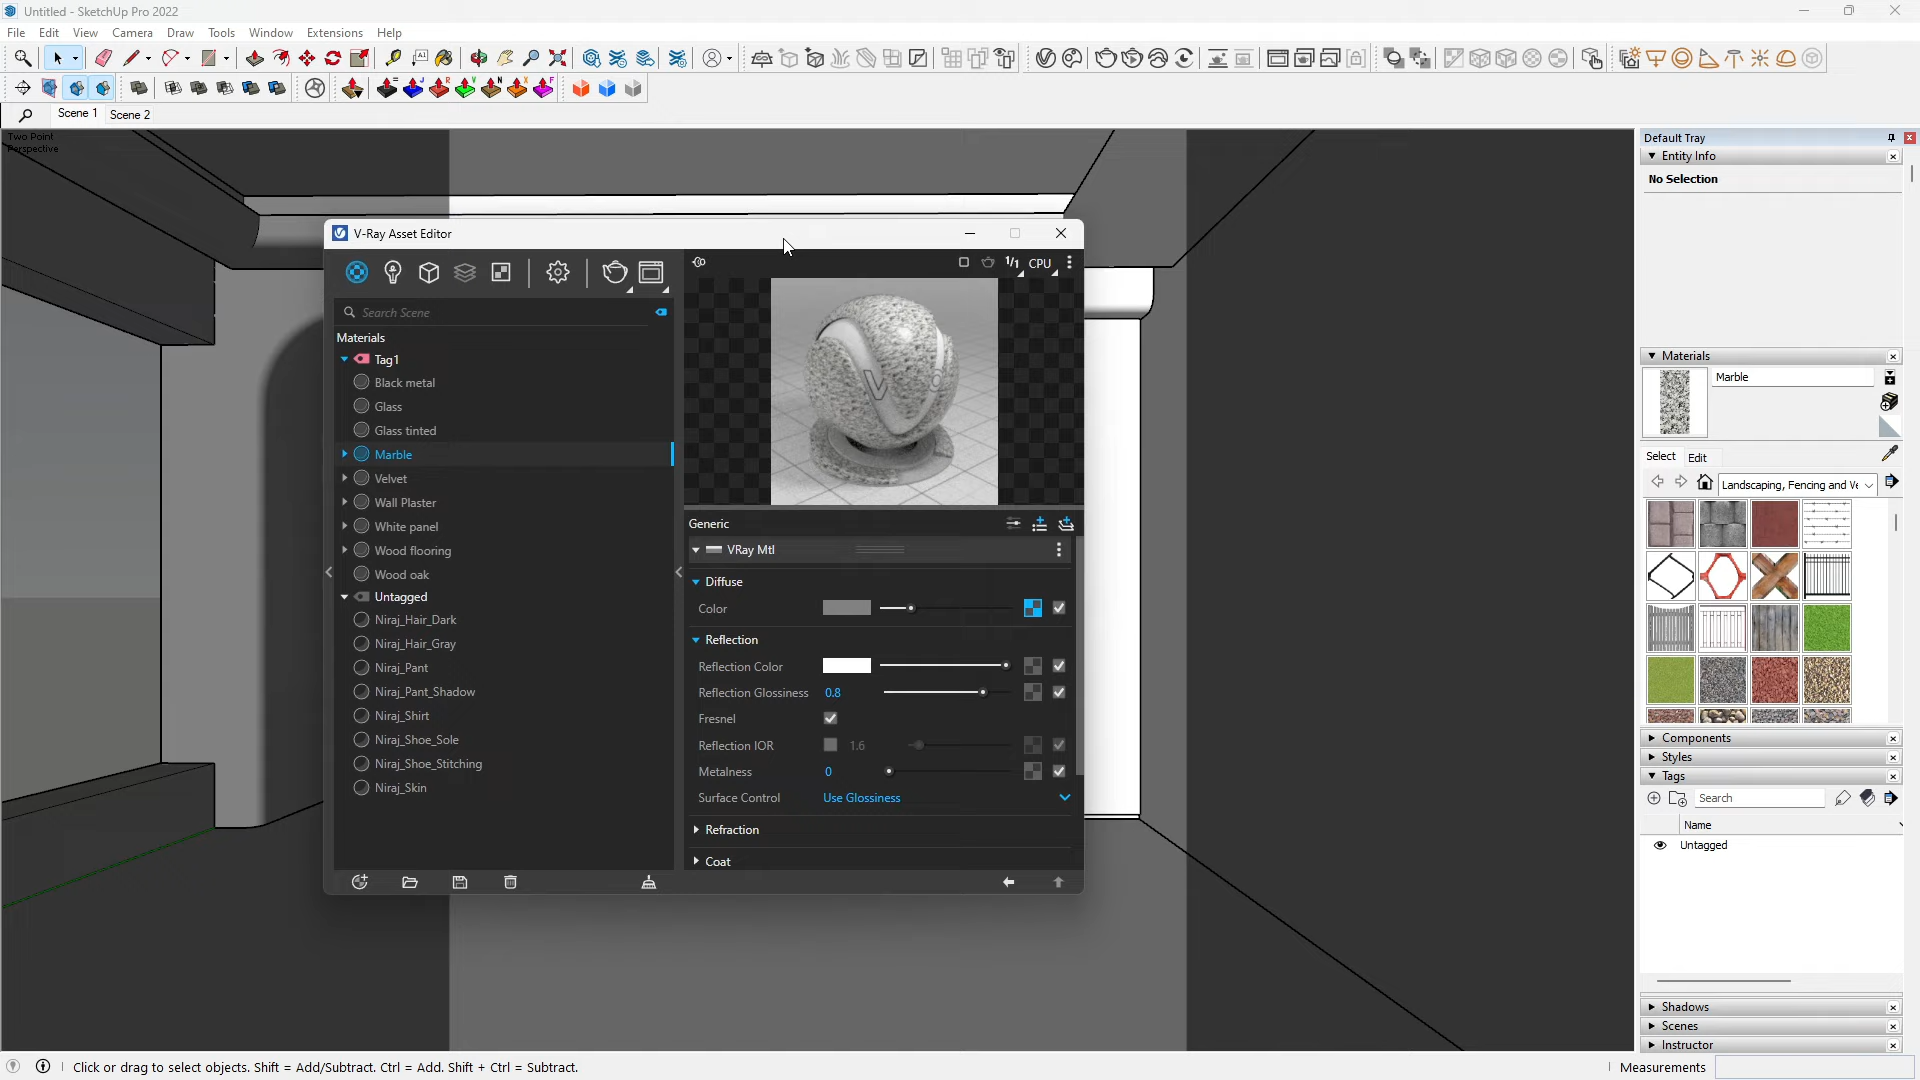 Untitled - SketchUp Pro 2022
File Edit View Camera Draw Tools Window Extensions Help
Scene 1 Scene 2
Two Point
Perspective
V-Ray Asset Editor
1/1 CPU
Search Scene
Materials
Tag1
Black metal
Glass
Glass tinted
Marble
Velvet
Wall Plaster
White panel
Wood flooring
Wood oak
Untagged
Niraj_Hair_Dark
Niraj_Hair_Gray
Niraj_Pant
Niraj_Pant_Shadow
Niraj_Shirt
Niraj_Shoe_Sole
Niraj_Shoe_Stitching
Niraj_Skin
Generic
VRay Mtl
Diffuse
Color
Reflection
Reflection Color
Reflection Glossiness 0.8
Fresnel
Reflection IOR 1.6
Metalness 0
Surface Control Use Glossiness
Refraction
Coat
Default Tray
Entity Info
No Selection
Materials
Marble
Select Edit
Landscaping, Fencing and Ve
Components
Styles
Tags
Search
Name
Untagged
Shadows
Scenes
Instructor
Click or drag to select objects. Shift = Add/Subtract. Ctrl = Add. Shift + Ctrl = Subtract.
Measurements